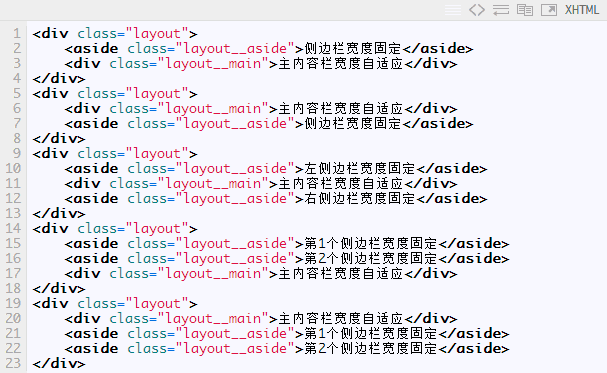 XHTML
1 <div class="layout">
2     <aside class="layout__aside">侧边栏宽度固定</aside>
3     <div class="layout__main">主内容栏宽度自适应</div>
4 </div>
5 <div class="layout">
6     <div class="layout__main">主内容栏宽度自适应</div>
7     <aside class="layout__aside">侧边栏宽度固定</aside>
8 </div>
9 <div class="layout">
10     <aside class="layout__aside">左侧边栏宽度固定</aside>
11     <div class="layout__main">主内容栏宽度自适应</div>
12     <aside class="layout__aside">右侧边栏宽度固定</aside>
13 </div>
14 <div class="layout">
15     <aside class="layout__aside">第1个侧边栏宽度固定</aside>
16     <aside class="layout__aside">第2个侧边栏宽度固定</aside>
17     <div class="layout__main">主内容栏宽度自适应</div>
18 </div>
19 <div class="layout">
20     <div class="layout__main">主内容栏宽度自适应</div>
21     <aside class="layout__aside">第1个侧边栏宽度固定</aside>
22     <aside class="layout__aside">第2个侧边栏宽度固定</aside>
23 </div>